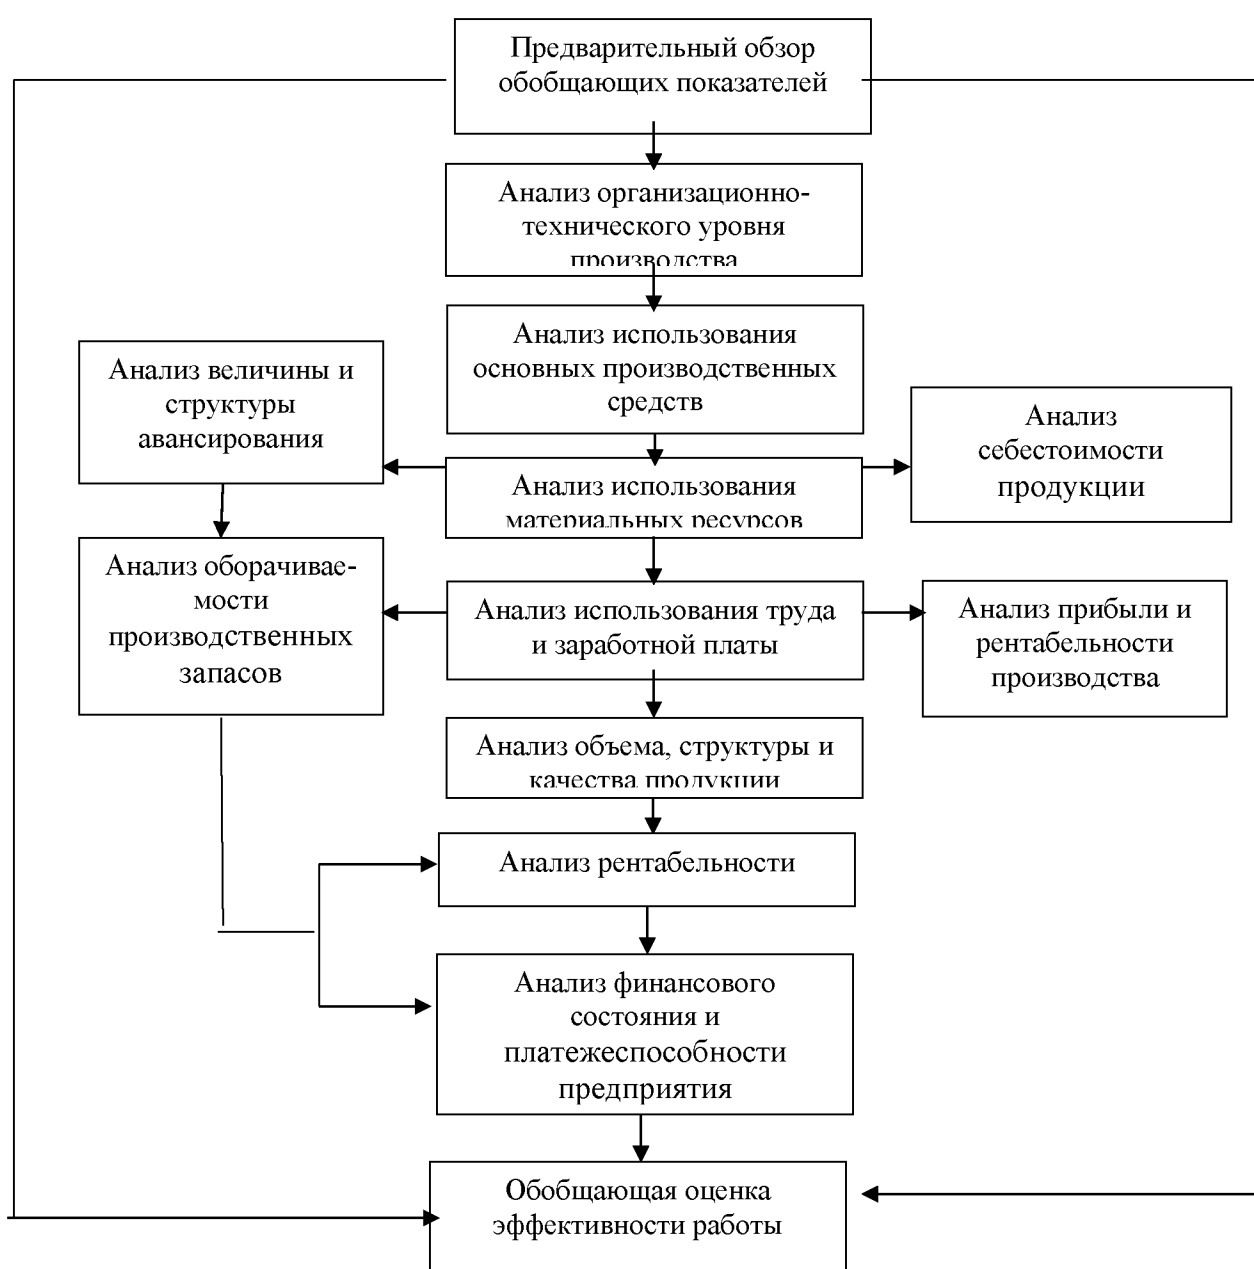 Предварительный обзор
обобщающих показателей
Анализ организационно-
технического уровня
производства
Анализ использования
основных производственных
средств
Анализ величины и
структуры
авансирования
Анализ
себестоимости
продукции
Анализ использования
материальных ресурсов
Анализ оборачивае-
мости
производственных
запасов
Анализ использования труда
и заработной платы
Анализ прибыли и
рентабельности
производства
Анализ объема, структуры и
качества продукции
Анализ рентабельности
Анализ финансового
состояния и
платежеспособности
предприятия
Обобщающая оценка
эффективности работы